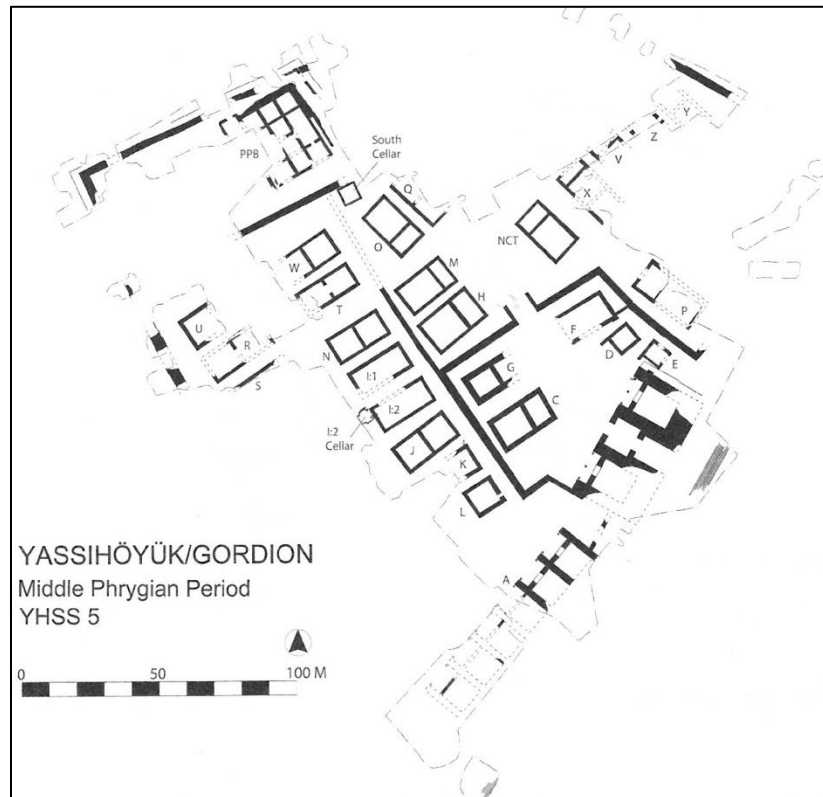 PPB
South
Cellar
Y
Z
V
X
Q
O
NCT
W
M
H
T
P
U
R
N
F
D
E
S
I:1
G
I:2
C
I:2
Cellar
J
K
L
A
YASSIHÖYÜK/GORDION
Middle Phrygian Period
YHSS 5
0
50
100 M